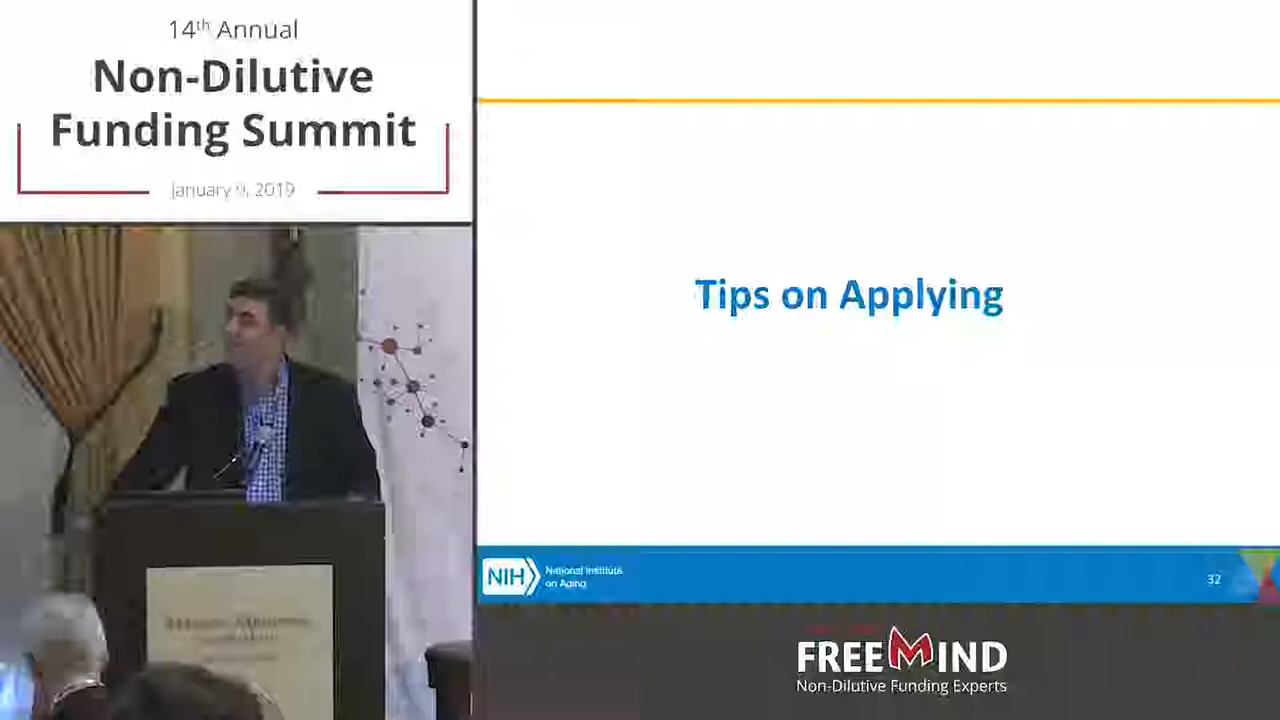 14th Annual
Non-Dilutive
Funding Summit
January 9, 2019
Tips on Applying
NIH
National Institute
on Aging
32
FREEMIND
Non-Dilutive Funding Experts